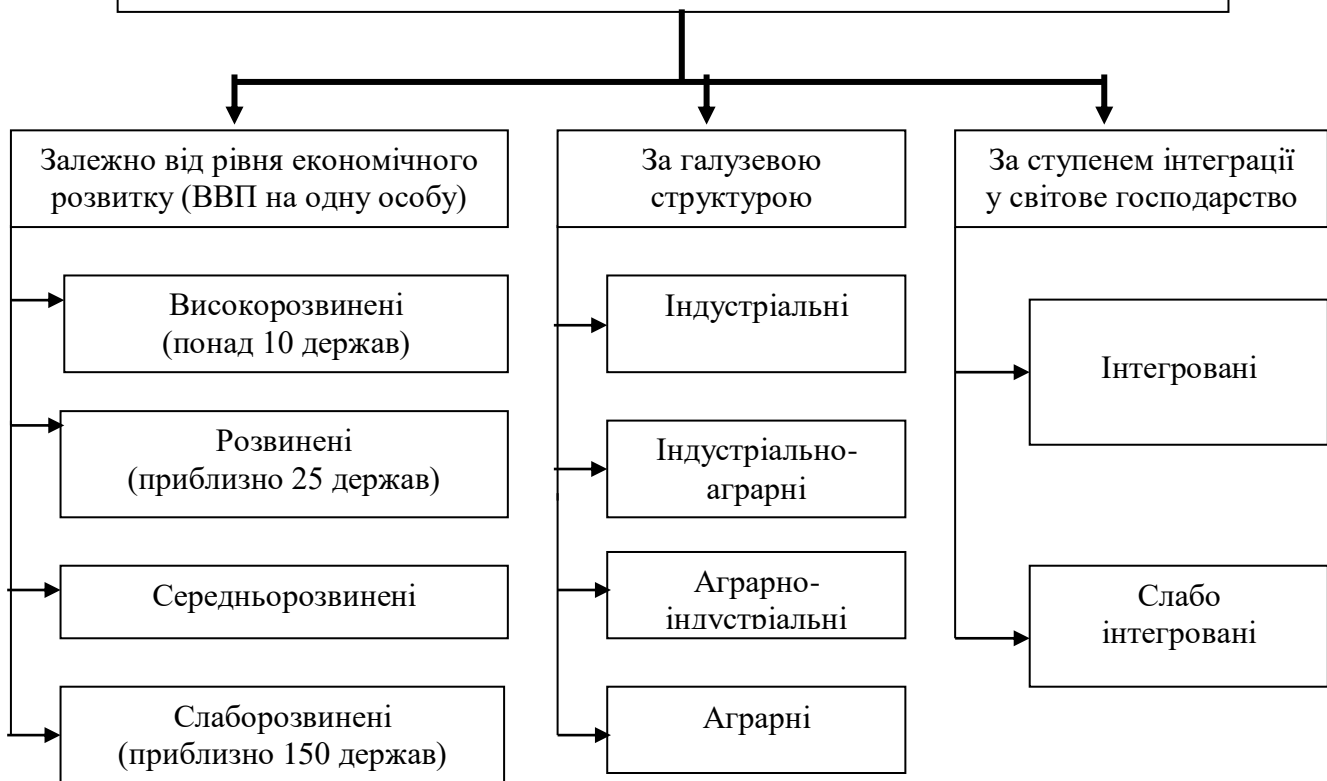 Залежно від рівня економічного
розвитку (ВВП на одну особу)
Високорозвинені
(понад 10 держав)
Розвинені
(приблизно 25 держав)
Середньорозвинені
Слаборозвинені
(приблизно 150 держав)
За галузевою
структурою
Індустріальні
Індустріально-
аграрні
Аграрно-
індустріальні
Аграрні
За ступенем інтеграції
у світове господарство
Інтегровані
Слабо
інтегровані